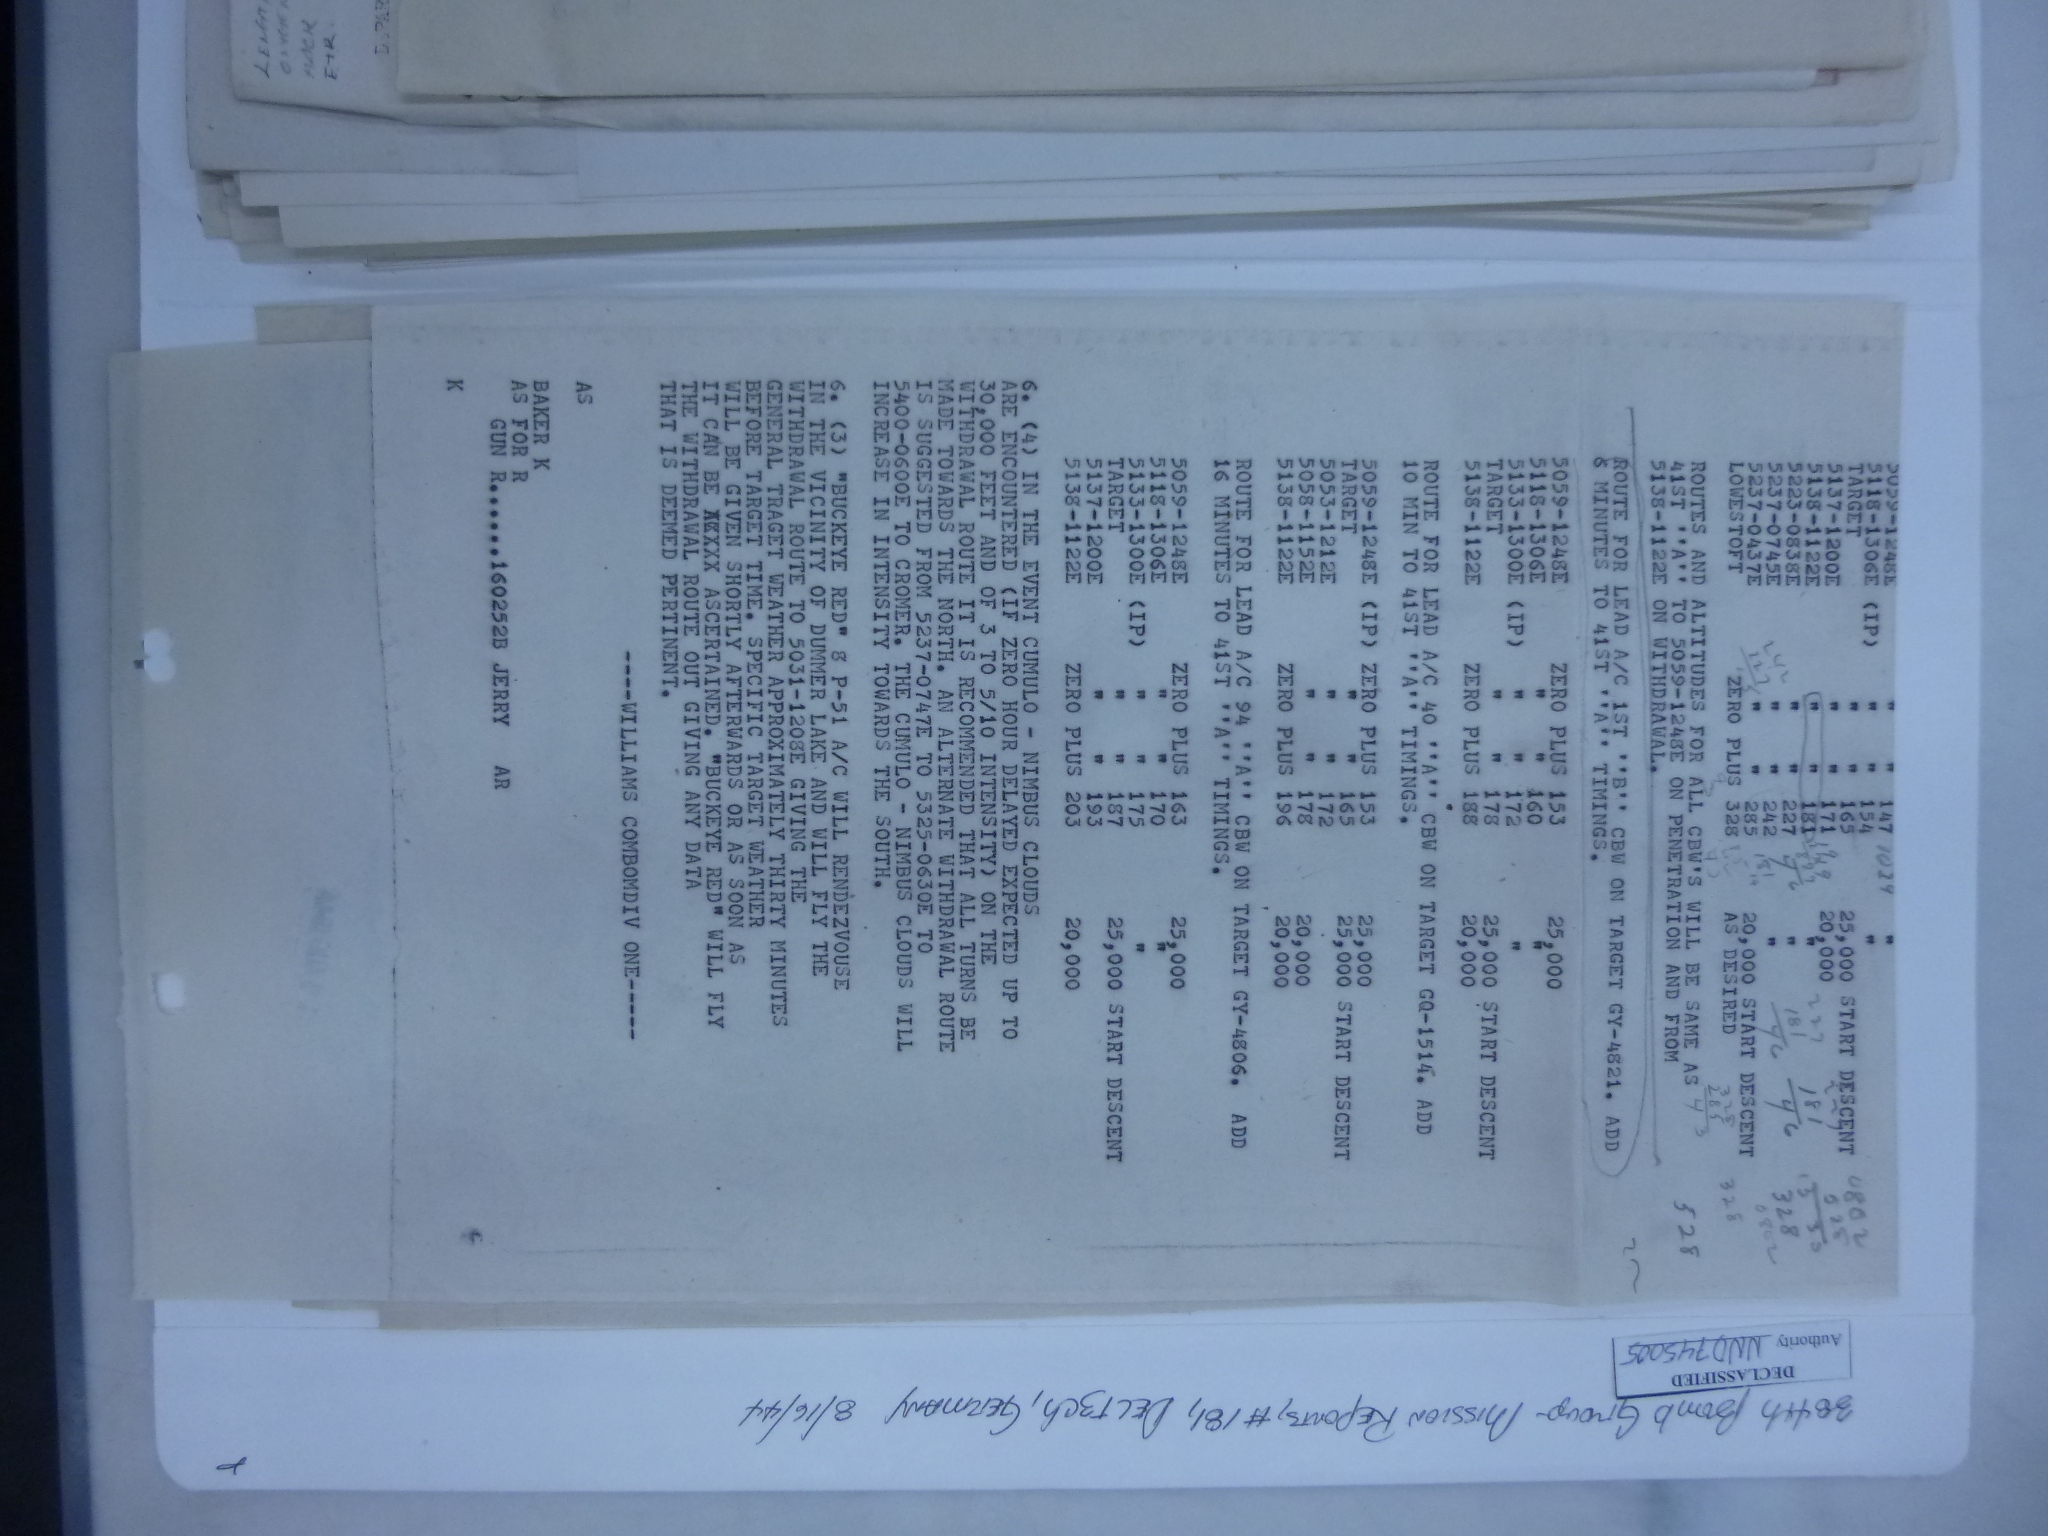 5059-1248E " " 147 1029 "
5118-1306E (IP) " " 154 "
TARGET " " 165 25,000 START DESCENT
5137-1200E " " 171 20,000
5138-1122E " " 181 "
5223-0838E " " 227 "
5237-0745E " " 242 "
5237-0437E " " 285 20,000 START DESCENT
LOWESTOFT ZERO PLUS 328 AS DESIRED
ROUTES AND ALTITUDES FOR ALL CBW'S WILL BE SAME AS
41ST ''A'' TO 5059-1248E ON PENETRATION AND FROM
5138-1122E ON WITHDRAWAL.
ROUTE FOR LEAD A/C 1ST ''B'' CBW ON TARGET GY-4821. ADD
6 MINUTES TO 41ST ''A'' TIMINGS.
5059-1248E ZERO PLUS 153 25,000
5118-1306E " " 160 "
5133-1300E (IP) " " 172 "
TARGET " " 178 25,000 START DESCENT
5138-1122E ZERO PLUS 188 20,000
ROUTE FOR LEAD A/C 40 ''A'' CBW ON TARGET GQ-1514. ADD
10 MIN TO 41ST ''A'' TIMINGS.
5059-1248E (IP) ZERO PLUS 153 25,000
TARGET " " 165 25,000 START DESCENT
5053-1212E " " 172
5058-1152E " " 178 20,000
5138-1122E ZERO PLUS 196 20,000
ROUTE FOR LEAD A/C 94 ''A'' CBW ON TARGET GY-4806. ADD
16 MINUTES TO 41ST ''A'' TIMINGS.
5059-1248E ZERO PLUS 163 25,000
5118-1306E " " 170 "
5133-1300E (IP) " " 175 "
TARGET " " 187 25,000 START DESCENT
5137-1200E " " 193
5138-1122E ZERO PLUS 203 20,000
6. (4) IN THE EVENT CUMULO - NIMBUS CLOUDS
ARE ENCOUNTERED (IF ZERO HOUR DELAYED EXPECTED UP TO
30,000 FEET AND OF 3 TO 5/10 INTENSITY) ON THE
WITHDRAWAL ROUTE IT IS RECOMMENDED THAT ALL TURNS BE
MADE TOWARDS THE NORTH. AN ALTERNATE WITHDRAWAL ROUTE
IS SUGGESTED FROM 5237-0747E TO 5325-0630E TO
5400-0600E TO CROMER. THE CUMULO - NIMBUS CLOUDS WILL
INCREASE IN INTENSITY TOWARDS THE SOUTH.
6. (3) "BUCKEYE RED" 8 P-51 A/C WILL RENDEZVOUSE
IN THE VICINITY OF DUMMER LAKE AND WILL FLY THE
WITHDRAWAL ROUTE TO 5031-1208E GIVING THE
GENERAL TRAGET WEATHER APPROXIMATELY THIRTY MINUTES
BEFORE TARGET TIME. SPECIFIC TARGET WEATHER
WILL BE GIVEN SHORTLY AFTERWARDS OR AS SOON AS
IT CAN BE XXXXX ASCERTAINED. "BUCKEYE RED" WILL FLY
THE WITHDRAWAL ROUTE OUT GIVING ANY DATA
THAT IS DEEMED PERTINENT.
----WILLIAMS COMBOMDIV ONE-----
AS
BAKER K
AS FOR R
GUN R......160252B JERRY AR
K
528
328
DECLASSIFIED
Authority NND745005
384th Bomb Group - Mission Reports, #181, Delitzch, Germany 8/16/44